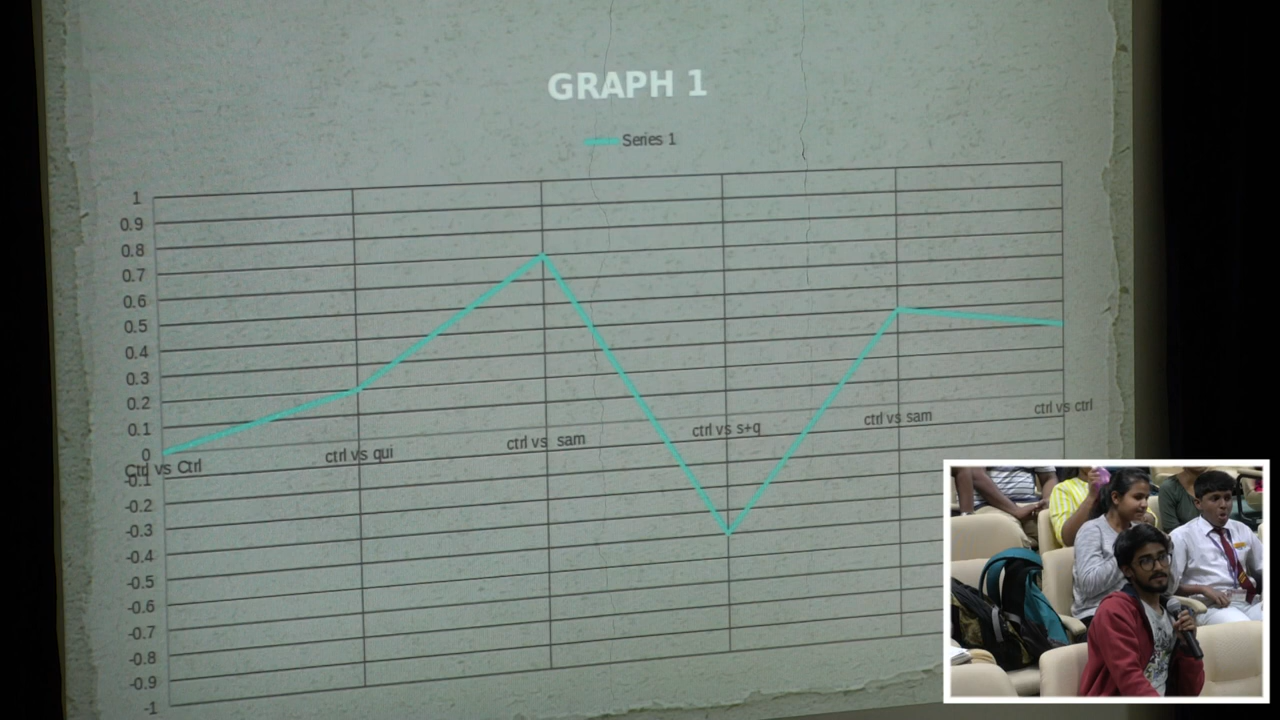 GRAPH 1
Series 1
1
0.9
0.8
0.7
0.6
0.5
0.4
0.3
0.2
0.1
0
-0.1
-0.2
-0.3
-0.4
-0.5
-0.6
-0.7
-0.8
-0.9
-1
Ctrl vs Ctrl
ctrl vs qui
ctrl vs sam
ctrl vs s+q
ctrl vs sam
ctrl vs ctrl